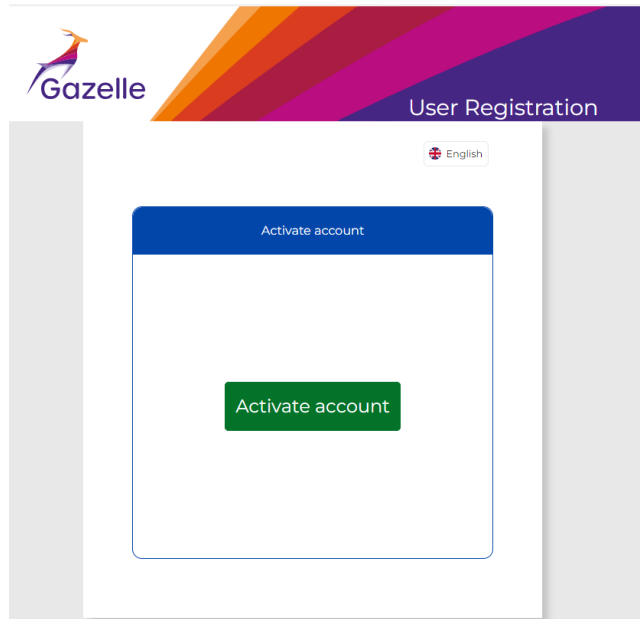 Gazelle
User Registration
English
Activate account
Activate account